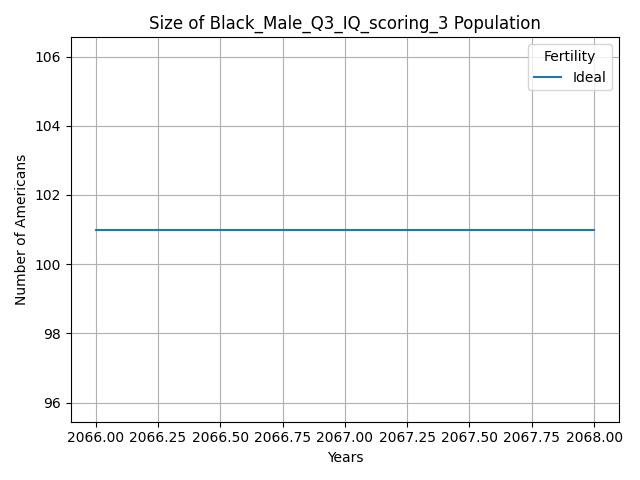 Size of Black_Male_Q3_IQ_scoring_3 Population
Fertility
Ideal
106
104
102
100
98
96
Number of Americans
2066.00 2066.25 2066.50 2066.75 2067.00 2067.25 2067.50 2067.75 2068.00
Years